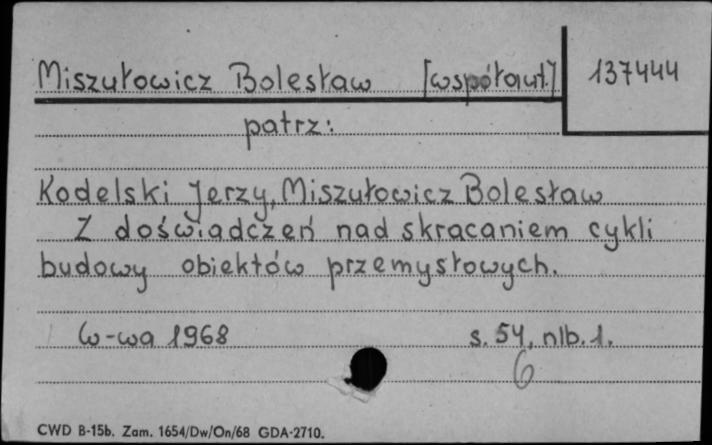 Miszułowicz Bolesław [współaut.] 137444
patrz:
Kodelski Jerzy, Miszułowicz Bolesław
Z doświadczeń nad skracaniem cykli
budowy obiektów przemysłowych.
W-wa 1968 s. 54, nlb. 1.
6
CWD B-15b. Zam. 1654/Dw/On/68 GDA-2710.